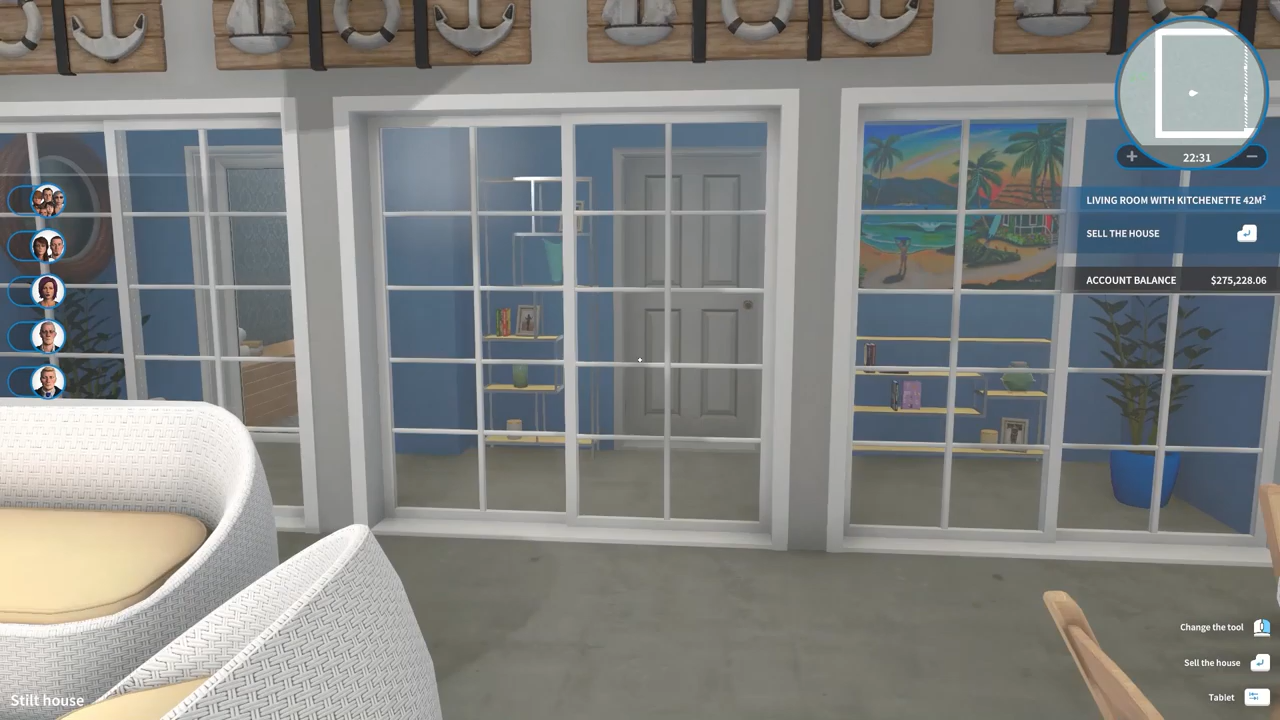 22:31
LIVING ROOM WITH KITCHENETTE 42M²
SELL THE HOUSE
ACCOUNT BALANCE $275,228.06
Change the tool
Sell the house
Tablet
Stilt house